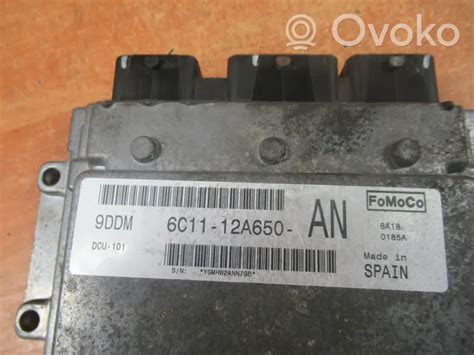 Ovoko
FoMoCo
9DDM 6C11-12A650- AN
DCU-101
8A18
0185A
Made in
SPAIN
S/N: